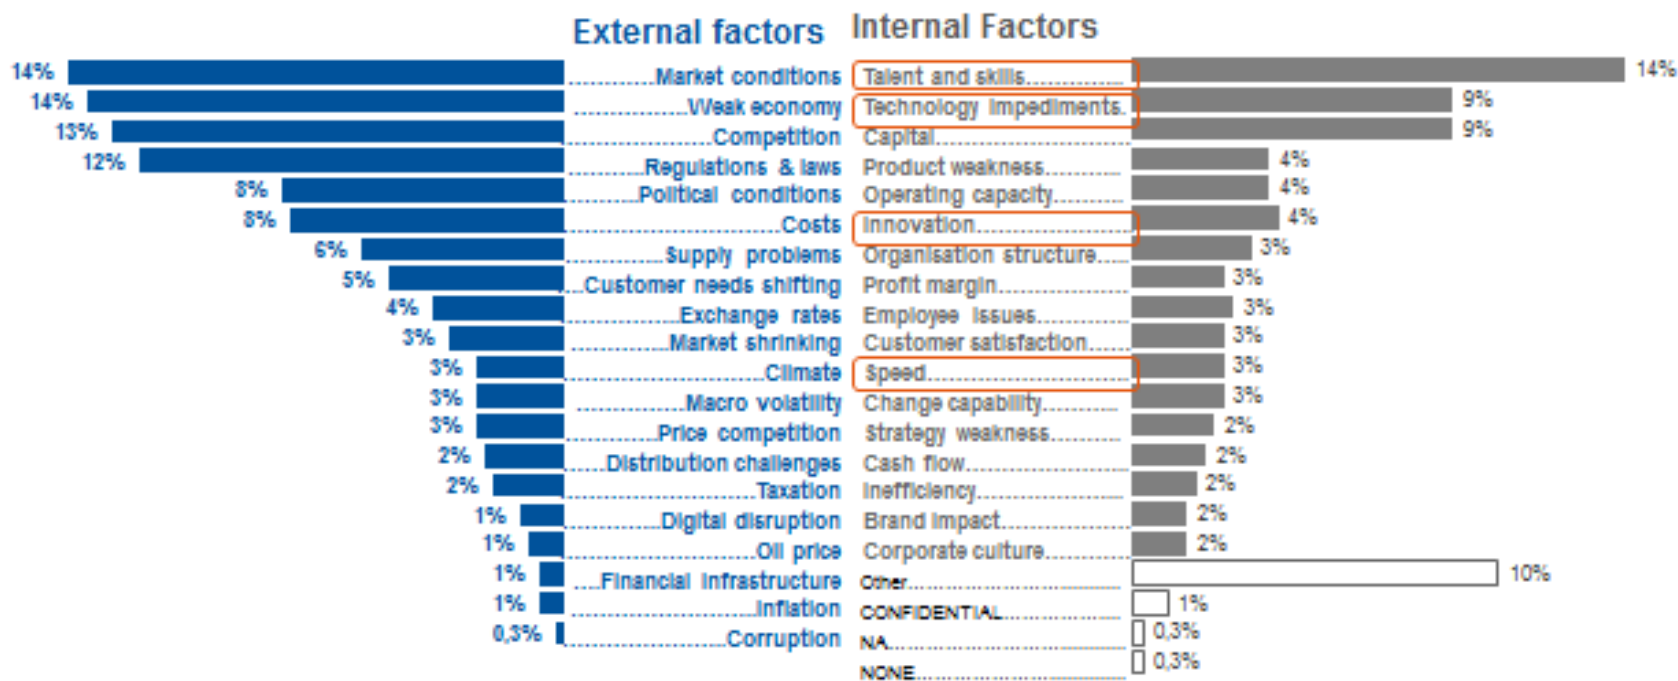 External factors Internal Factors
14% Market conditions Talent and skills 14%
14% Weak economy Technology impediments. 9%
13% Competition Capital 9%
12% Regulations & laws Product weakness 4%
8% Political conditions Operating capacity 4%
8% Costs Innovation 4%
6% Supply problems Organisation structure 3%
5% Customer needs shifting Profit margin 3%
4% Exchange rates Employee issues 3%
3% Market shrinking Customer satisfaction 3%
3% Climate Speed 3%
3% Macro volatility Change capability 3%
3% Price competition Strategy weakness 2%
2% Distribution challenges Cash flow 2%
2% Taxation Inefficiency 2%
1% Digital disruption Brand impact 2%
1% Oil price Corporate culture 2%
1% Financial infrastructure Other 10%
1% Inflation CONFIDENTIAL 1%
0,3% Corruption NA 0,3%
NONE 0,3%